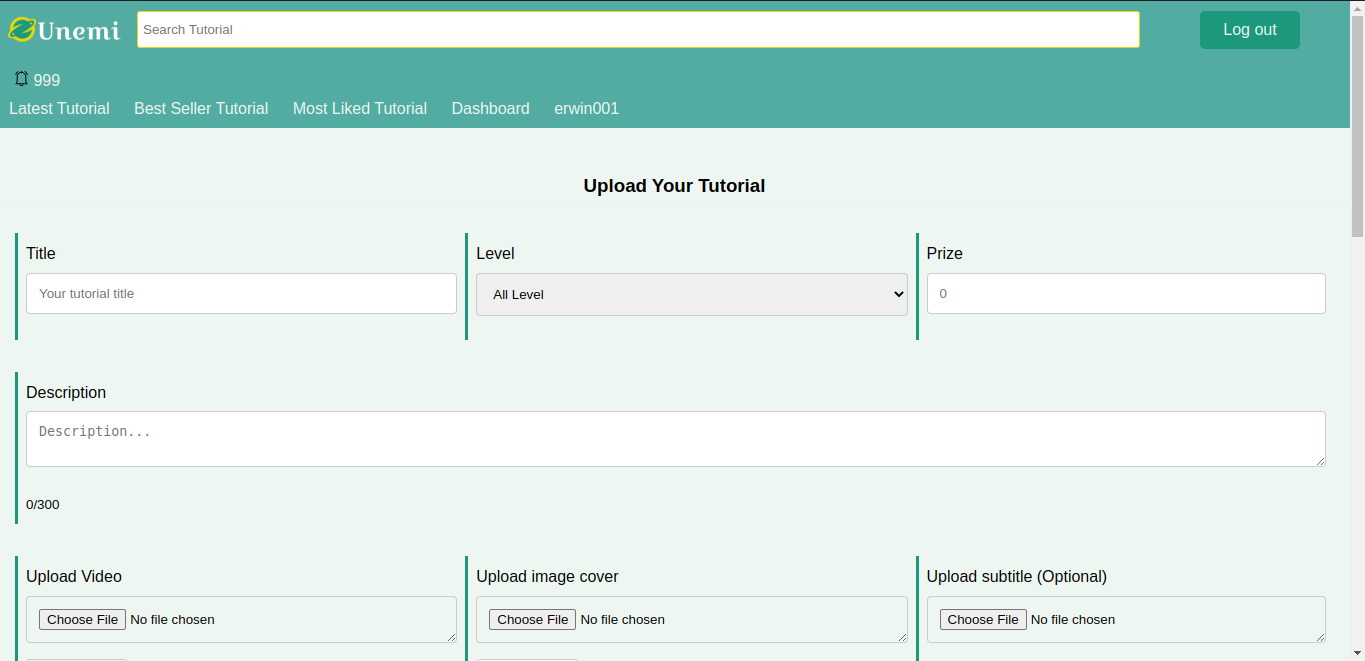 Unemi Search Tutorial Log out
999
Latest Tutorial Best Seller Tutorial Most Liked Tutorial Dashboard erwin001
Upload Your Tutorial
Title Level Prize
Your tutorial title All Level 0
Description
Description...
0/300
Upload Video Upload image cover Upload subtitle (Optional)
Choose File No file chosen Choose File No file chosen Choose File No file chosen